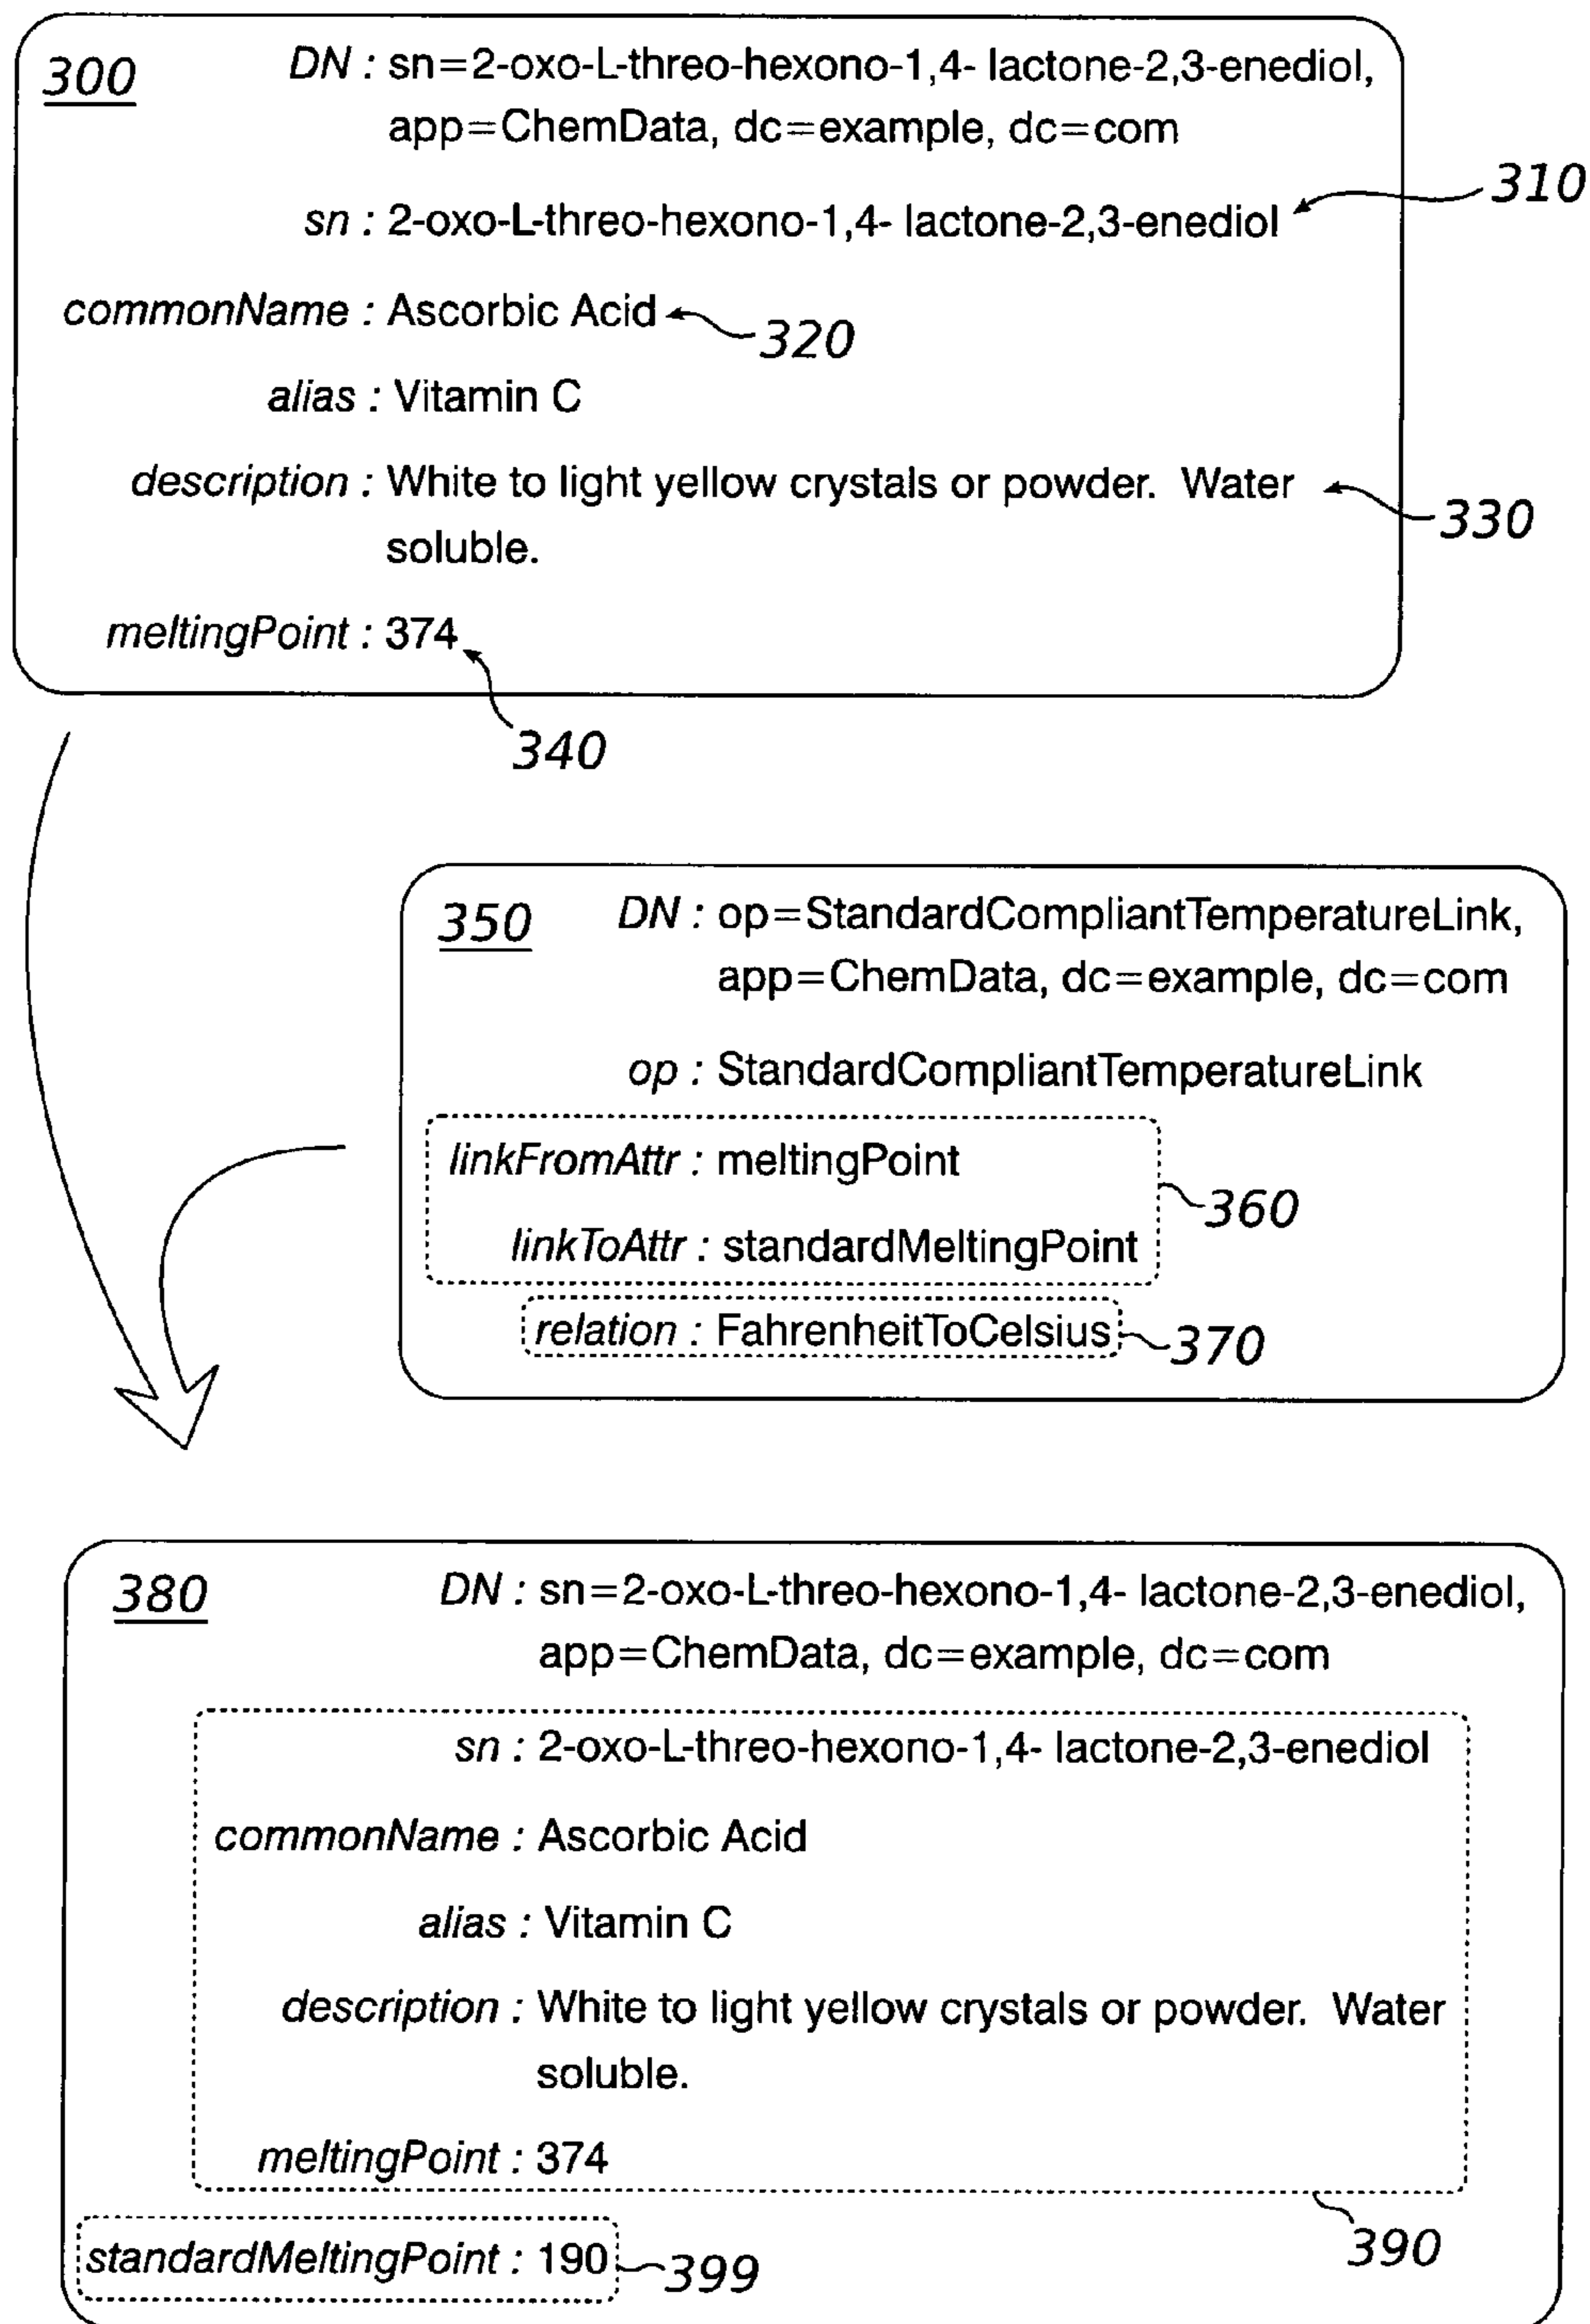 300
DN : sn=2-oxo-L-threo-hexono-1,4- lactone-2,3-enediol,
app=ChemData, dc=example, dc=com
310
sn : 2-oxo-L-threo-hexono-1,4- lactone-2,3-enediol
commonName : Ascorbic Acid
320
alias : Vitamin C
description : White to light yellow crystals or powder. Water
330
soluble.
meltingPoint : 374
340
350
DN : op=StandardCompliantTemperatureLink,
app=ChemData, dc=example, dc=com
op : StandardCompliantTemperatureLink
linkFromAttr : meltingPoint
360
linkToAttr : standardMeltingPoint
relation : FahrenheitToCelsius
370
380
DN : sn=2-oxo-L-threo-hexono-1,4- lactone-2,3-enediol,
app=ChemData, dc=example, dc=com
sn : 2-oxo-L-threo-hexono-1,4- lactone-2,3-enediol
commonName : Ascorbic Acid
alias : Vitamin C
description : White to light yellow crystals or powder. Water
soluble.
meltingPoint : 374
390
standardMeltingPoint : 190
399